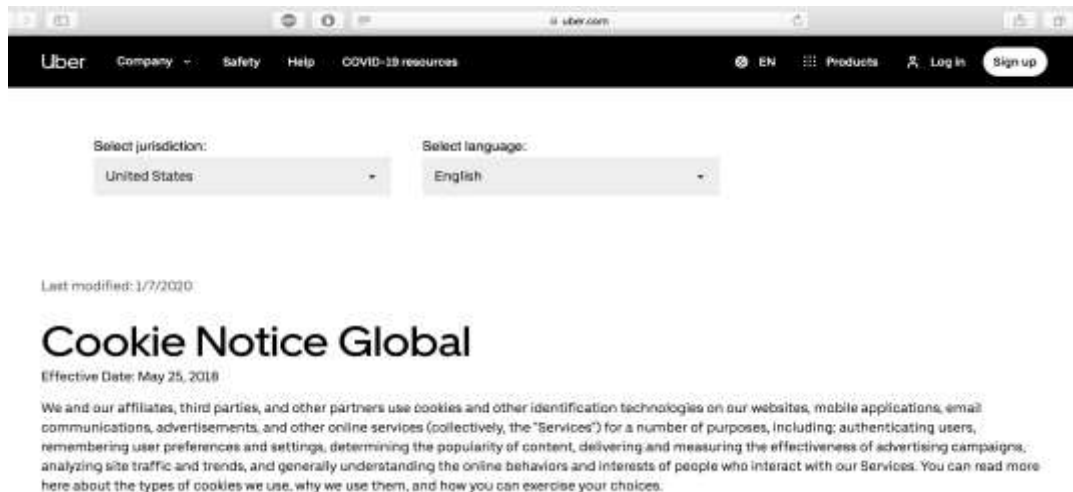 uber.com
Uber Company Safety Help COVID-19 resources EN Products Log in Sign up
Select jurisdiction: Select language:
United States English
Last modified: 1/7/2020
Cookie Notice Global
Effective Date: May 25, 2018
We and our affiliates, third parties, and other partners use cookies and other identification technologies on our websites, mobile applications, email
communications, advertisements, and other online services (collectively, the "Services") for a number of purposes, including: authenticating users,
remembering user preferences and settings, determining the popularity of content, delivering and measuring the effectiveness of advertising campaigns,
analyzing site traffic and trends, and generally understanding the online behaviors and interests of people who interact with our Services. You can read more
here about the types of cookies we use, why we use them, and how you can exercise your choices.